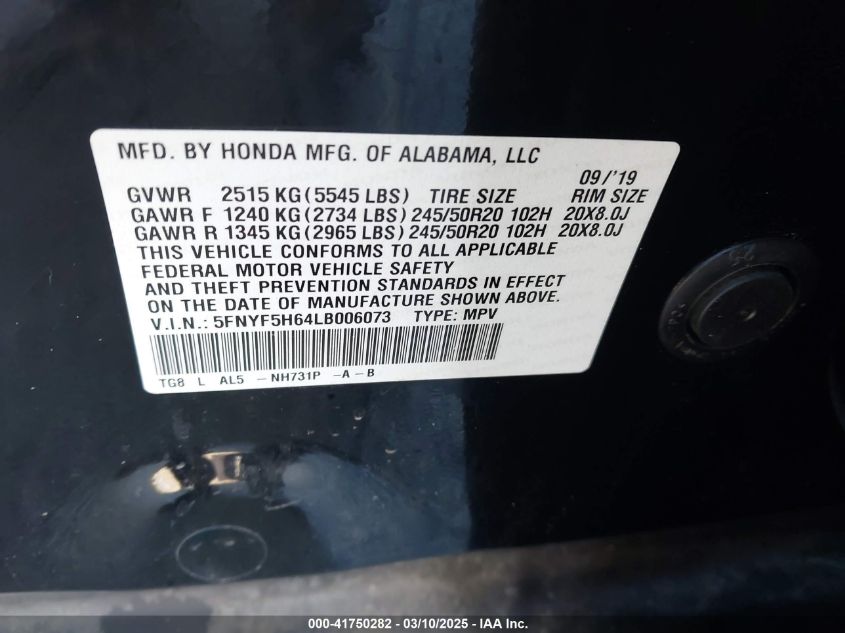 MFD. BY HONDA MFG. OF ALABAMA, LLC
09/'19
GVWR 2515 KG (5545 LBS) TIRE SIZE RIM SIZE
GAWR F 1240 KG (2734 LBS) 245/50R20 102H 20X8.0J
GAWR R 1345 KG (2965 LBS) 245/50R20 102H 20X8.0J
THIS VEHICLE CONFORMS TO ALL APPLICABLE
FEDERAL MOTOR VEHICLE SAFETY
AND THEFT PREVENTION STANDARDS IN EFFECT
ON THE DATE OF MANUFACTURE SHOWN ABOVE.
V.I.N.: 5FNYF5H64LB006073 TYPE: MPV
TG8 L AL5 -NH731P -A-B
000-41750282 - 03/10/2025 - IAA Inc.